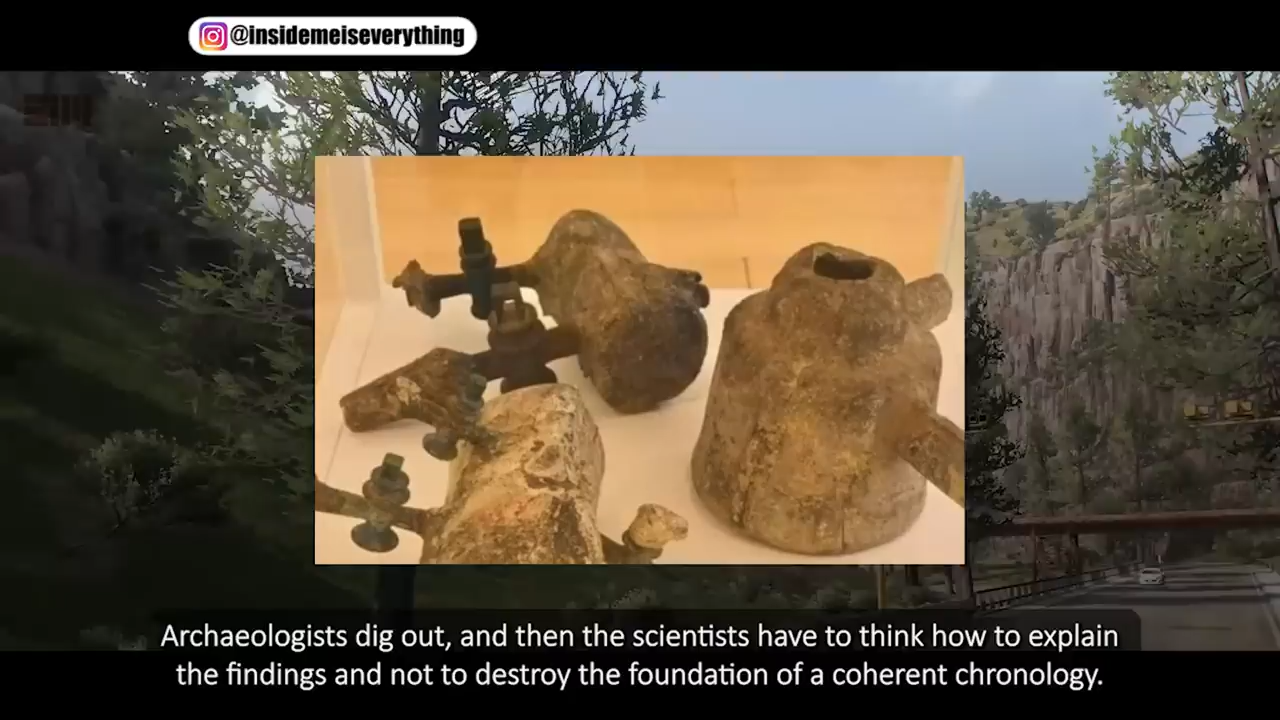 @insidemeiseverything
Archaeologists dig out, and then the scientists have to think how to explain
the findings and not to destroy the foundation of a coherent chronology.